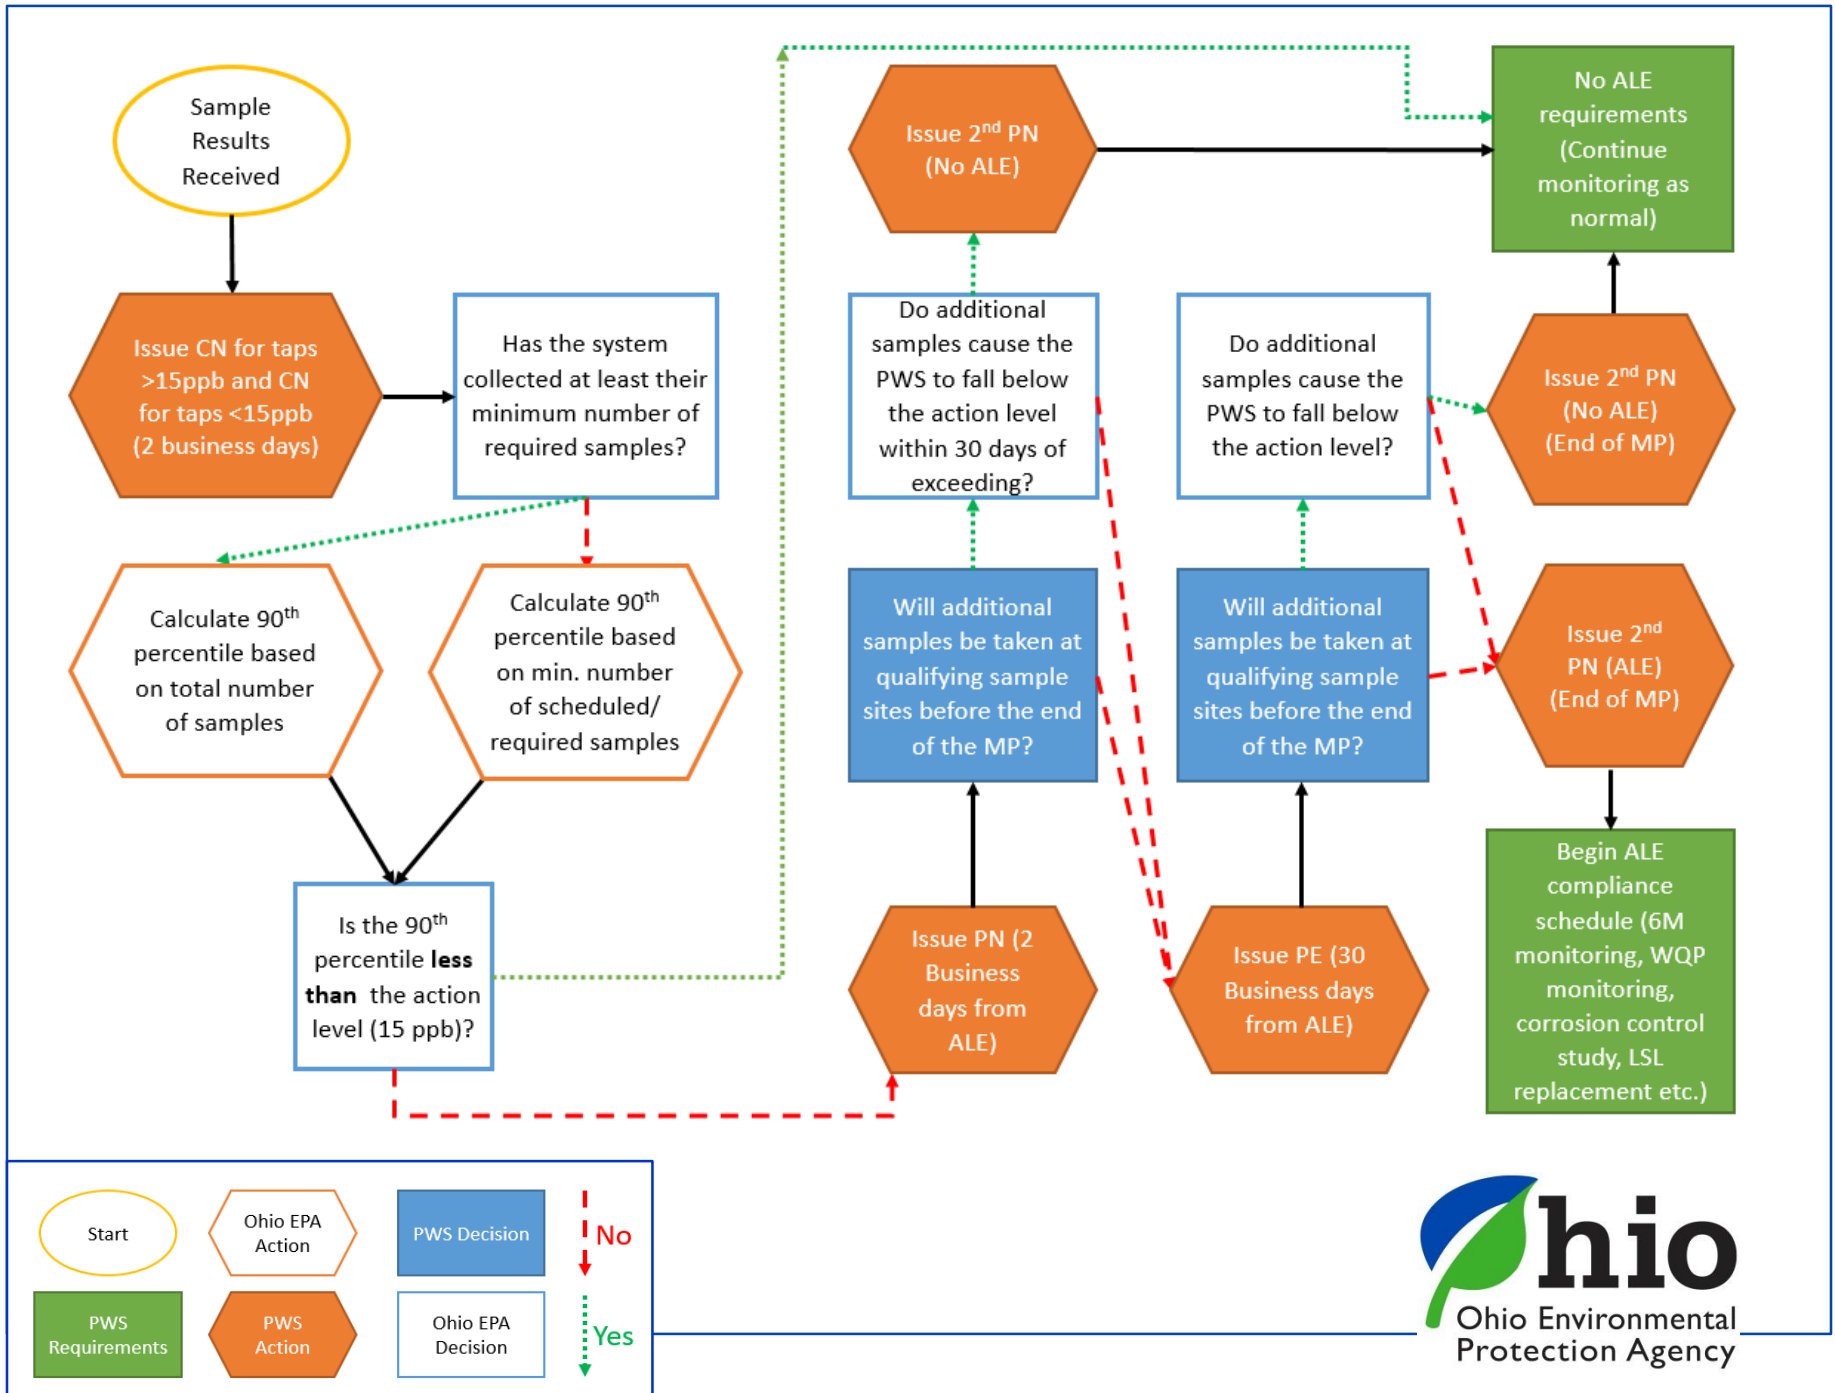 Sample
Results
Received
Issue CN for taps
>15ppb and CN
for taps <15ppb
(2 business days)
Has the system
collected at least their
minimum number of
required samples?
Calculate 90th
percentile based
on total number
of samples
Calculate 90th
percentile based
on min. number
of scheduled/
required samples
Is the 90th
percentile less
than the action
level (15 ppb)?
Issue 2nd PN
(No ALE)
Do additional
samples cause the
PWS to fall below
the action level
within 30 days of
exceeding?
Will additional
samples be taken at
qualifying sample
sites before the end
of the MP?
Issue PN (2
Business
days from
ALE)
Do additional
samples cause the
PWS to fall below
the action level?
Will additional
samples be taken at
qualifying sample
sites before the end
of the MP?
Issue PE (30
Business days
from ALE)
No ALE
requirements
(Continue
monitoring as
normal)
Issue 2nd PN
(No ALE)
(End of MP)
Issue 2nd
PN (ALE)
(End of MP)
Begin ALE
compliance
schedule (6M
monitoring, WQP
monitoring,
corrosion control
study, LSL
replacement etc.)
Start
Ohio EPA
Action
PWS Decision
No
PWS
Requirements
PWS
Action
Ohio EPA
Decision
Yes
Ohio
Ohio Environmental
Protection Agency